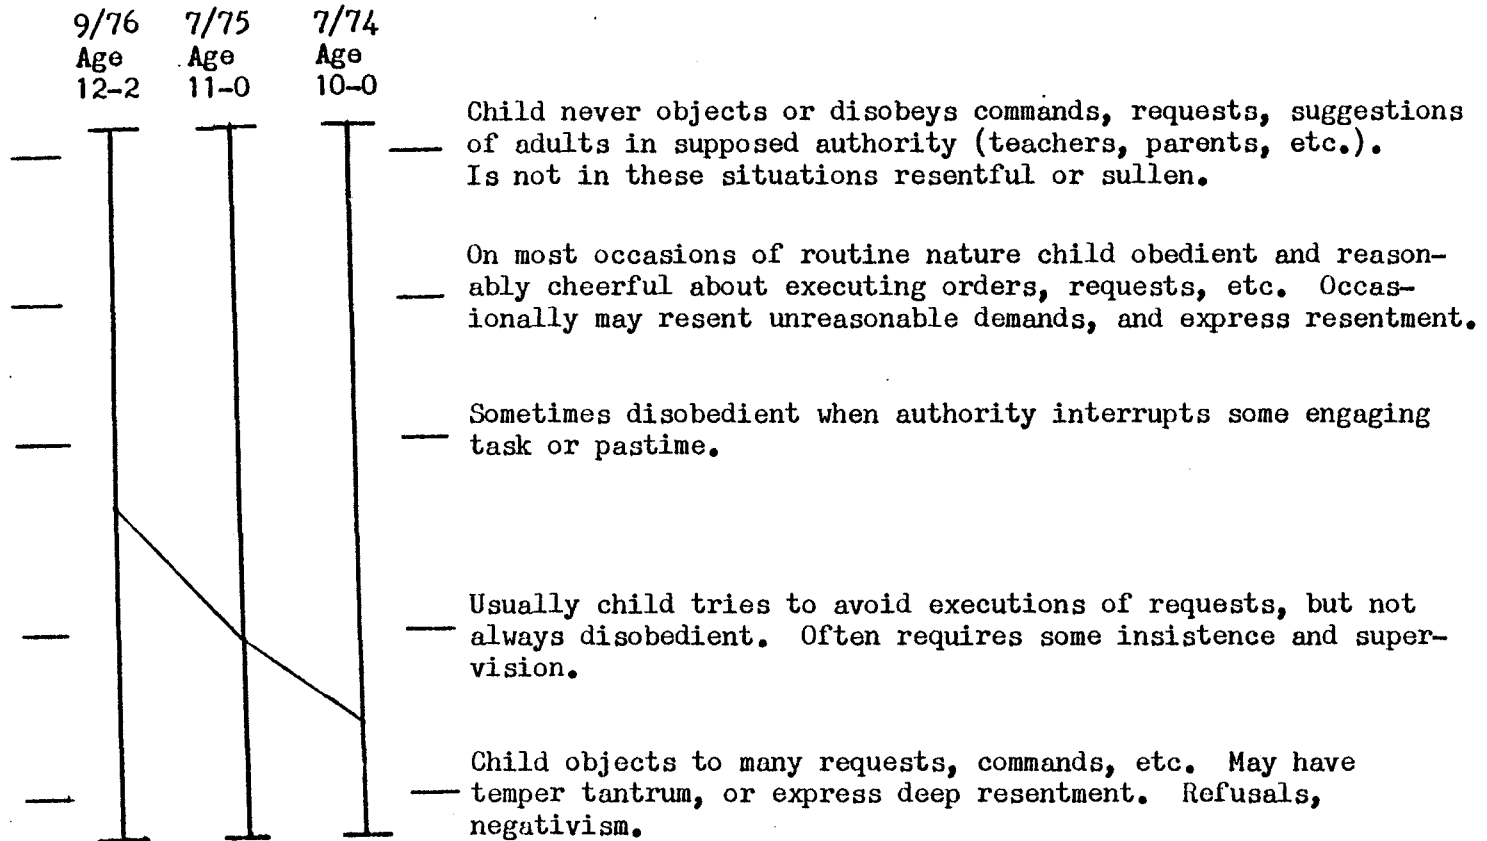 9/76 7/75 7/74
Age Age Age
12-2 11-0 10-0
Child never objects or disobeys commands, requests, suggestions
of adults in supposed authority (teachers, parents, etc.).
Is not in these situations resentful or sullen.
On most occasions of routine nature child obedient and reason-
ably cheerful about executing orders, requests, etc. Occas-
ionally may resent unreasonable demands, and express resentment.
Sometimes disobedient when authority interrupts some engaging
task or pastime.
Usually child tries to avoid executions of requests, but not
always disobedient. Often requires some insistence and super-
vision.
Child objects to many requests, commands, etc. May have
temper tantrum, or express deep resentment. Refusals,
negativism.